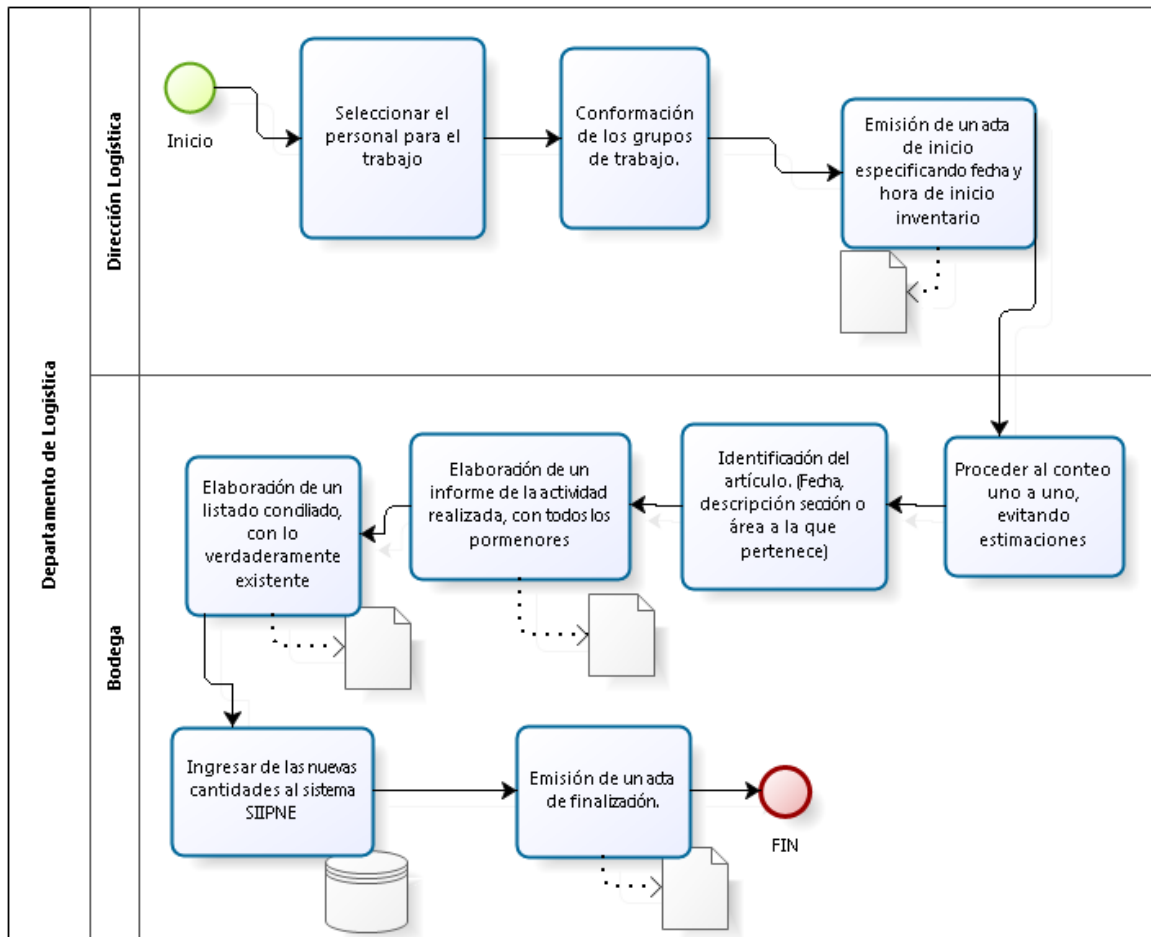 Departamento de Logística
Dirección Logística
Inicio
Seleccionar el
personal para el
trabajo
Conformación
de los grupos
de trabajo.
Emisión de un acta
de inicio
especificando fecha y
hora de inicio
inventario
Bodega
Proceder al conteo
uno a uno,
evitando
estimaciones
Identificación del
artículo. (Fecha,
descripción sección o
área a la que
pertenece)
Elaboración de un
informe de la actividad
realizada, con todos los
pormenores
Elaboración de un
listado conciliado,
con lo
verdaderamente
existente
Ingresar de las nuevas
cantidades al sistema
SIIPNE
Emisión de un acta
de finalización.
FIN